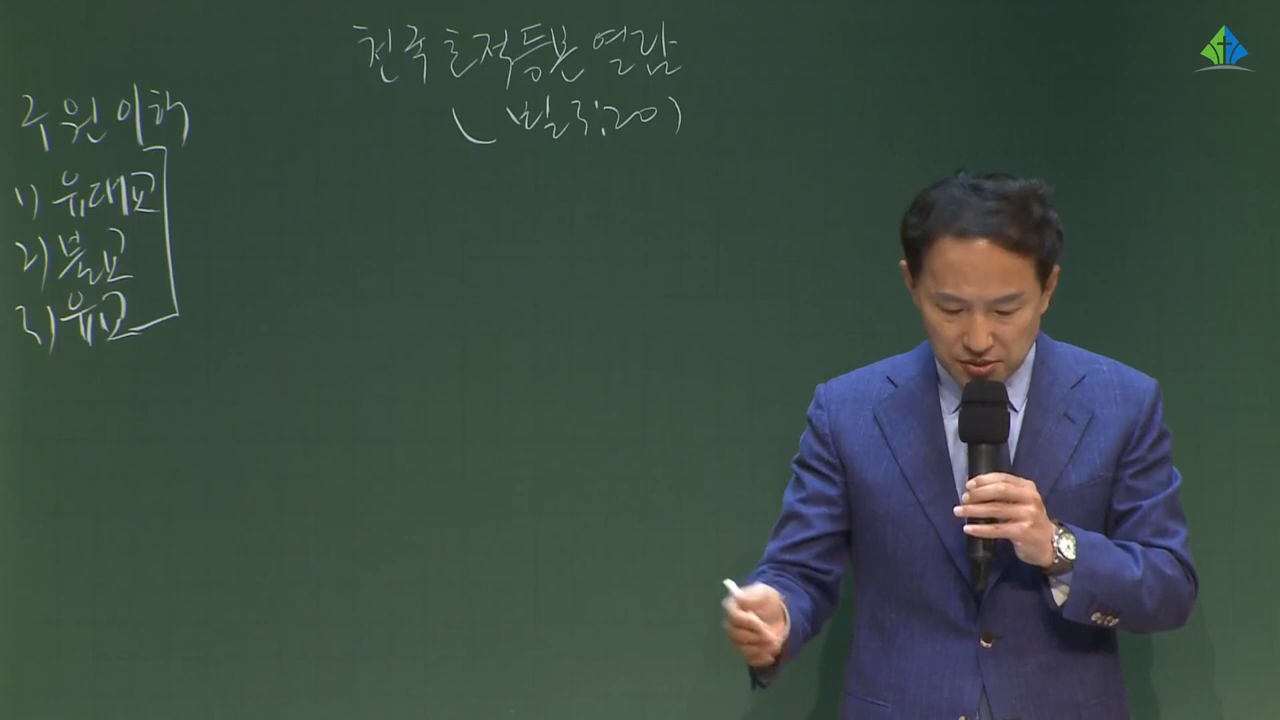 천국호적등본 열람
(빌 3:20)
구원이해
1) 유대교
2) 불교
3) 유교